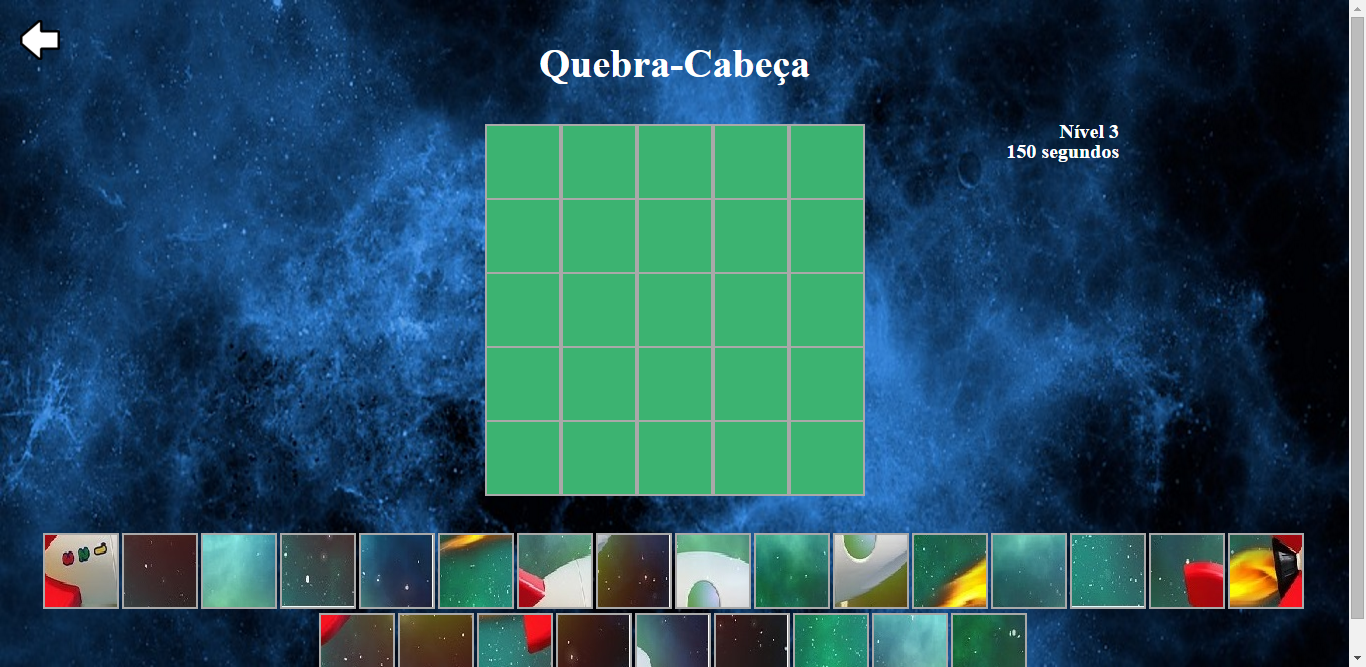 Quebra-Cabeça
Nível 3
150 segundos